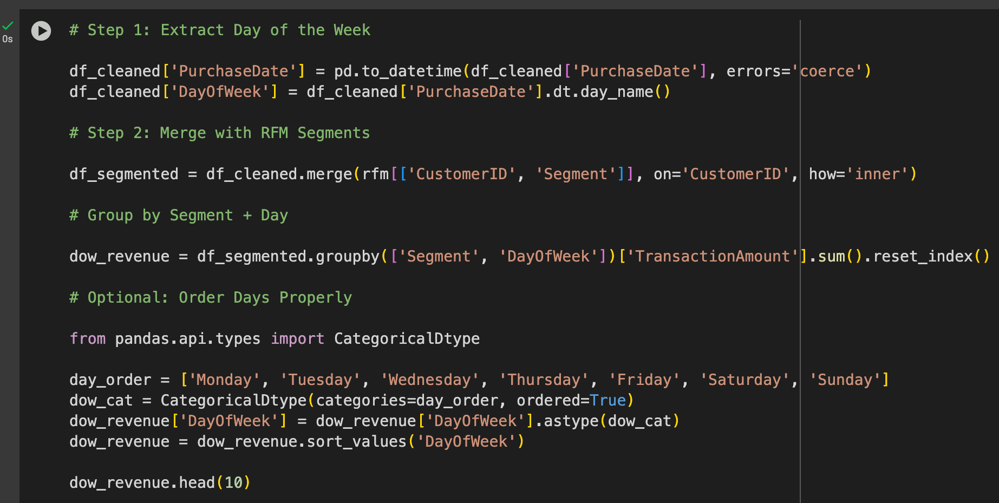 # Step 1: Extract Day of the Week
0s
df_cleaned['PurchaseDate'] = pd.to_datetime(df_cleaned['PurchaseDate'], errors='coerce')
df_cleaned['DayOfWeek'] = df_cleaned['PurchaseDate'].dt.day_name()
# Step 2: Merge with RFM Segments
df_segmented = df_cleaned.merge(rfm[['CustomerID', 'Segment']], on='CustomerID', how='inner')
# Group by Segment + Day
dow_revenue = df_segmented.groupby(['Segment', 'DayOfWeek'])['TransactionAmount'].sum().reset_index()
# Optional: Order Days Properly
from pandas.api.types import CategoricalDtype
day_order = ['Monday', 'Tuesday', 'Wednesday', 'Thursday', 'Friday', 'Saturday', 'Sunday']
dow_cat = CategoricalDtype(categories=day_order, ordered=True)
dow_revenue['DayOfWeek'] = dow_revenue['DayOfWeek'].astype(dow_cat)
dow_revenue = dow_revenue.sort_values('DayOfWeek')
dow_revenue.head(10)